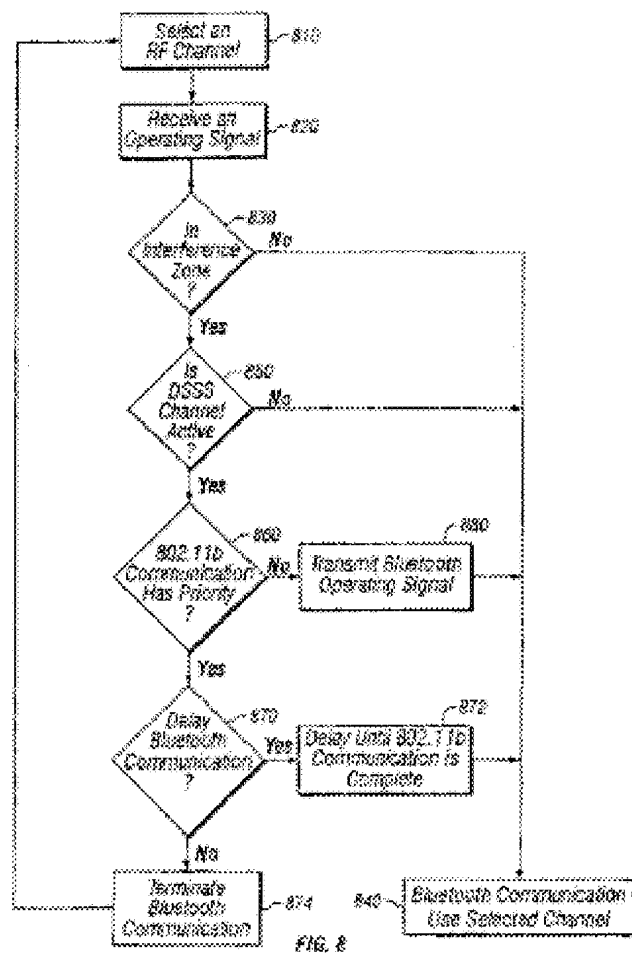 Select an
RF Channel
810
Receive an
Operating Signal
820
In
Interference
Zone
?
830
No
Yes
Is
DSSS
Channel
Active
?
850
No
Yes
802.11b
Communication
Has Priority
?
860
No
Transmit Bluetooth
Operating Signal
880
Yes
Delay
Bluetooth
Communication
?
870
Yes
Delay Until 802.11b
Communication is
Complete
872
No
Terminate
Bluetooth
Communication
874
840
Bluetooth Communication -
Use Selected Channel
FIG. 8